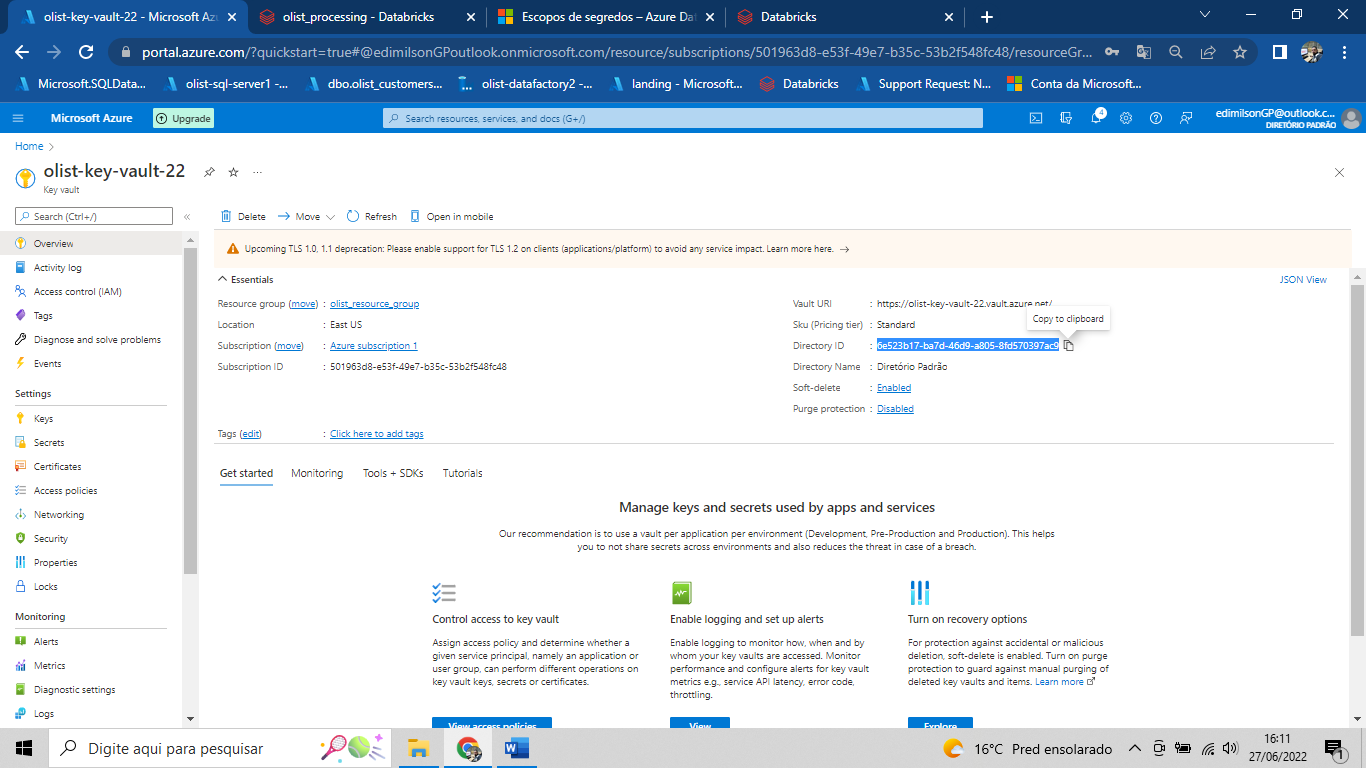 olist-key-vault-22 - Microsoft Azu
olist_processing - Databricks
Escopos de segredos – Azure Da
Databricks
portal.azure.com/?quickstart=true#@edimilsonGPoutlook.onmicrosoft.com/resource/subscriptions/501963d8-e53f-49e7-b35c-53b2f548fc48/resourceGr...
Microsoft.SQLData...
olist-sql-server1 -...
dbo.olist_customers...
olist-datafactory2 -...
landing - Microsoft...
Databricks
Support Request: N...
Conta da Microsoft...
Microsoft Azure
Upgrade
Search resources, services, and docs (G+/)
4
edimilsonGP@outlook.c...
DIRETÓRIO PADRÃO
Home
olist-key-vault-22
Key vault
Search (Ctrl+/)
Delete
Move
Refresh
Open in mobile
Overview
Activity log
Access control (IAM)
Tags
Diagnose and solve problems
Events
Settings
Keys
Secrets
Certificates
Access policies
Networking
Security
Properties
Locks
Monitoring
Alerts
Metrics
Diagnostic settings
Logs
Upcoming TLS 1.0, 1.1 deprecation: Please enable support for TLS 1.2 on clients (applications/platform) to avoid any service impact. Learn more here.
Essentials
JSON View
Resource group (move) : olist_resource_group
Location : East US
Subscription (move) : Azure subscription 1
Subscription ID : 501963d8-e53f-49e7-b35c-53b2f548fc48
Vault URI : https://olist-key-vault-22.vault.azure.net/
Copy to clipboard
Sku (Pricing tier) : Standard
Directory ID : 6e523b17-ba7d-46d9-a805-8fd570397ac9
Directory Name : Diretório Padrão
Soft-delete : Enabled
Purge protection : Disabled
Tags (edit) : Click here to add tags
Get started
Monitoring
Tools + SDKs
Tutorials
Manage keys and secrets used by apps and services
Our recommendation is to use a vault per application per environment (Development, Pre-Production and Production). This helps
you to not share secrets across environments and also reduces the threat in case of a breach.
Control access to key vault
Assign access policy and determine whether a
given service principal, namely an application or
user group, can perform different operations on
key vault keys, secrets or certificates.
View access policies
Enable logging and set up alerts
Enable logging to monitor how, when and by
whom your key vaults are accessed. Monitor
performance and configure alerts for key vault
metrics e.g., service API latency, error code,
throttling.
View
Turn on recovery options
For protection against accidental or malicious
deletion, soft-delete is enabled. Turn on purge
protection to guard against manual purging of
deleted key vaults and items. Learn more
Explore
Digite aqui para pesquisar
16°C Pred ensolarado
16:11
27/06/2022
1